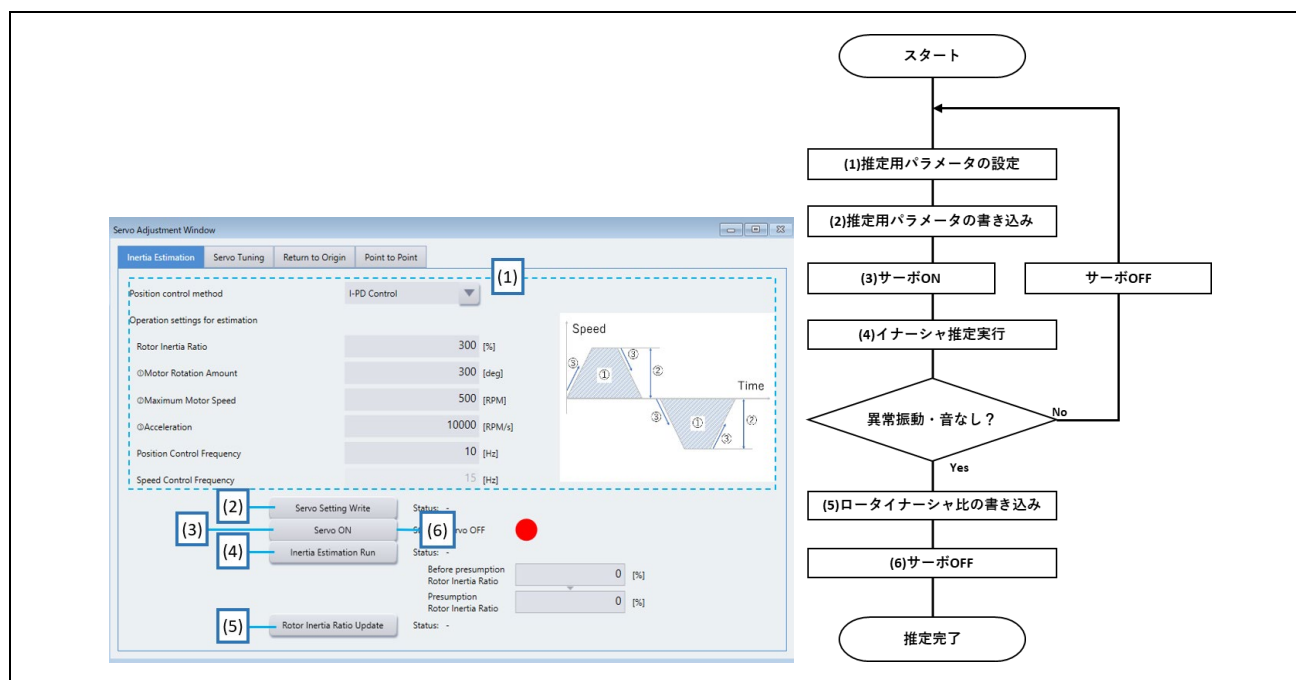 Servo Adjustment Window
Inertia Estimation
Servo Tuning
Return to Origin
Point to Point
(1)
Position control method
I-PD Control
Operation settings for estimation
Rotor Inertia Ratio
300 [%]
①Motor Rotation Amount
300 [deg]
②Maximum Motor Speed
500 [RPM]
Acceleration
10000 [RPM/s]
Position Control Frequency
10 [Hz]
Speed Control Frequency
15 [Hz]
Speed
Time
①
②
③
③
①
②
③
③
(2)
Servo Setting Write
Status: -
(3)
Servo ON
(6)
rvo OFF
(4)
Inertia Estimation Run
Status: -
Before presumption
Rotor Inertia Ratio
0 [%]
Presumption
Rotor Inertia Ratio
0 [%]
(5)
Rotor Inertia Ratio Update
Status: -
スタート
(1)推定用パラメータの設定
(2)推定用パラメータの書き込み
(3)サーボON
サーボOFF
(4)イナーシャ推定実行
異常振動・音なし？
No
Yes
(5)ロータイナーシャ比の書き込み
(6)サーボOFF
推定完了